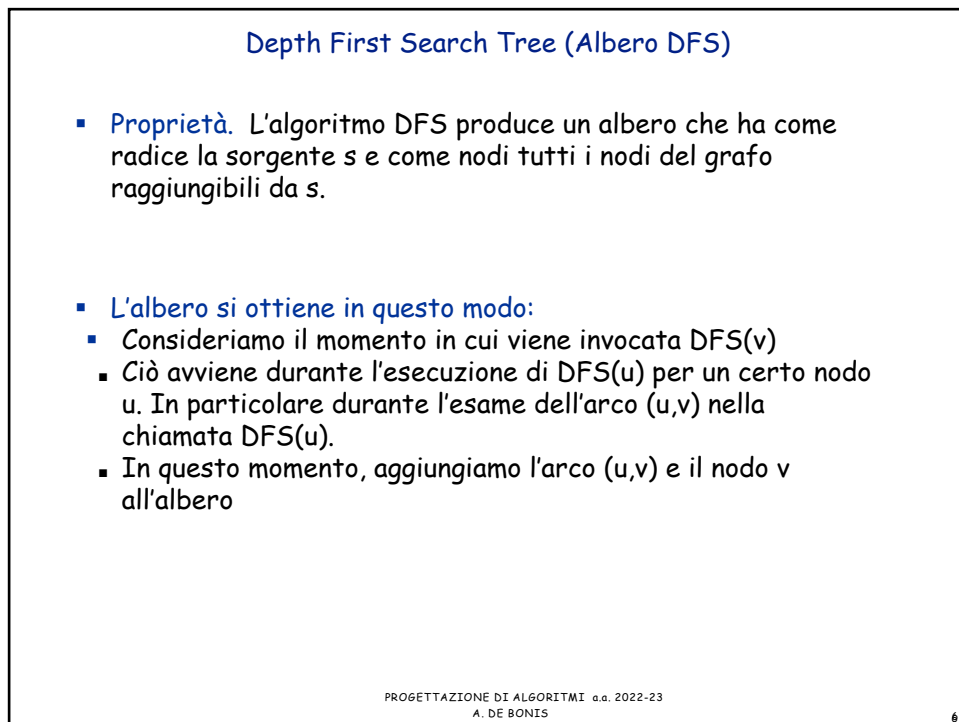 Depth First Search Tree (Albero DFS)
▪ Proprietà. L'algoritmo DFS produce un albero che ha come
radice la sorgente s e come nodi tutti i nodi del grafo
raggiungibili da s.
▪ L'albero si ottiene in questo modo:
▪ Consideriamo il momento in cui viene invocata DFS(v)
▪ Ciò avviene durante l'esecuzione di DFS(u) per un certo nodo
u. In particolare durante l'esame dell'arco (u,v) nella
chiamata DFS(u).
▪ In questo momento, aggiungiamo l'arco (u,v) e il nodo v
all'albero
PROGETTAZIONE DI ALGORITMI a.a. 2022-23
A. DE BONIS